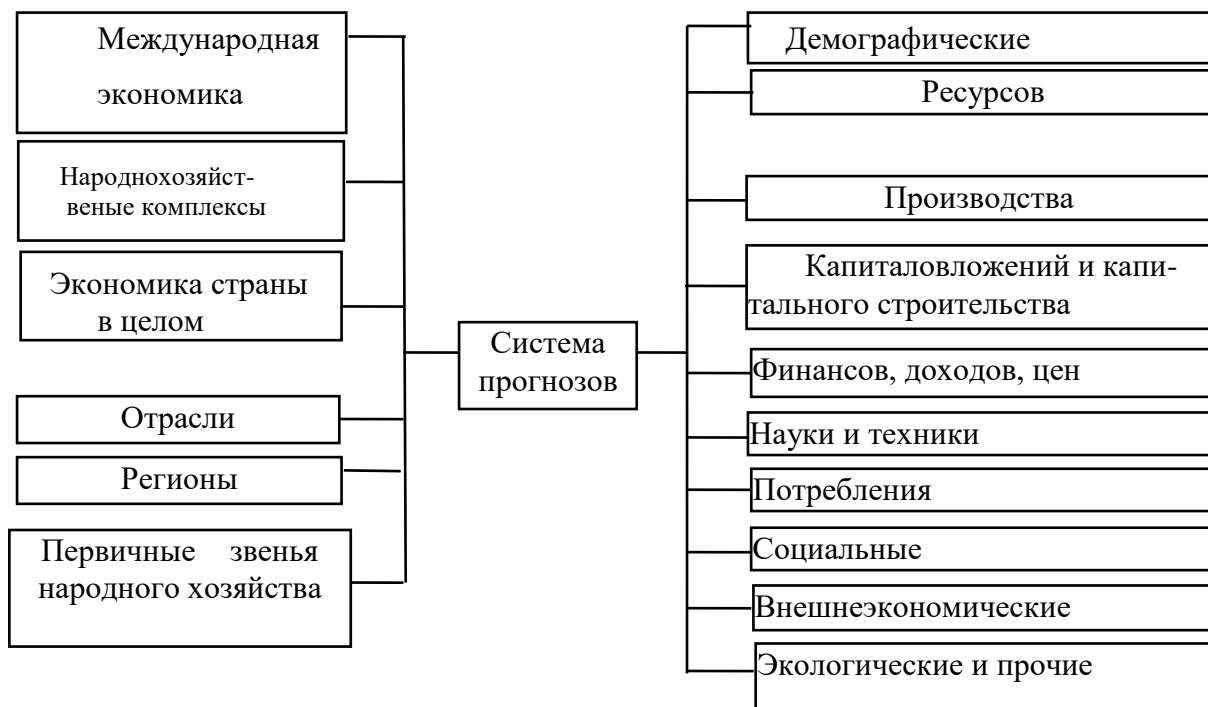 Международная
экономика
Народнохозяйст-
веные комплексы
Экономика страны
в целом
Отрасли
Регионы
Первичные звенья
народного хозяйства
Система
прогнозов
Демографические
Ресурсов
Производства
Капиталовложений и капи-
тального строительства
Финансов, доходов, цен
Науки и техники
Потребления
Социальные
Внешнеэкономические
Экологические и прочие